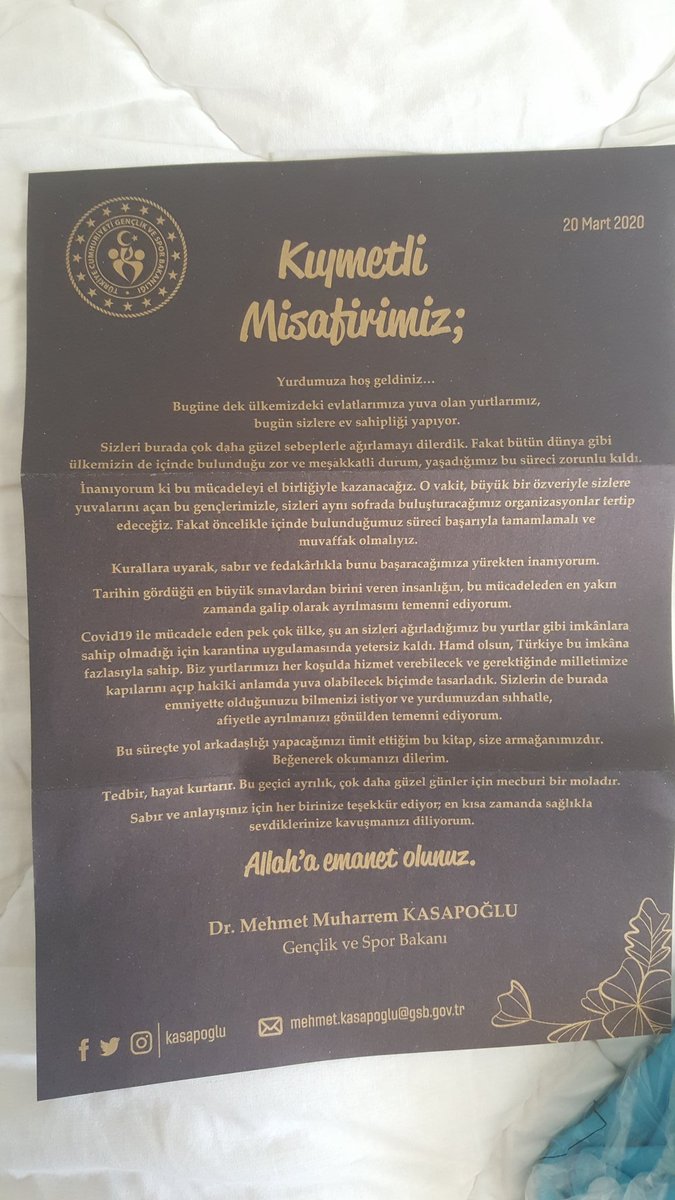 TÜRKİYE CUMHURİYETİ GENÇLİK VE SPOR BAKANLIĞI
20 Mart 2020
Kıymetli
Misafirimiz;
Yurdumuza hoş geldiniz...
Bugüne dek ülkemizdeki evlatlarımıza yuva olan yurtlarımız,
bugün sizlere ev sahipliği yapıyor.
Sizleri burada çok daha güzel sebeplerle ağırlamayı dilerdik. Fakat bütün dünya gibi
ülkemizin de içinde bulunduğu zor ve meşakkatli durum, yaşadığımız bu süreci zorunlu kıldı.
İnanıyorum ki bu mücadeleyi el birliğiyle kazanacağız. O vakit, büyük bir özveriyle sizlere
yuvalarını açan bu gençlerimizle, sizleri aynı sofrada buluşturacağımız organizasyonlar tertip
edeceğiz. Fakat öncelikle içinde bulunduğumuz süreci başarıyla tamamlamalı ve
muvaffak olmalıyız.
Kurallara uyarak, sabır ve fedakârlıkla bunu başaracağımıza yürekten inanıyorum.
Tarihin gördüğü en büyük sınavlardan birini veren insanlığın, bu mücadeleden en yakın
zamanda galip olarak ayrılmasını temenni ediyorum.
Covid19 ile mücadele eden pek çok ülke, şu an sizleri ağırladığımız bu yurtlar gibi imkânlara
sahip olmadığı için karantina uygulamasında yetersiz kaldı. Hamd olsun, Türkiye bu imkâna
fazlasıyla sahip. Biz yurtlarımızı her koşulda hizmet verebilecek ve gerektiğinde milletimize
kapılarını açıp hakiki anlamda yuva olabilecek biçimde tasarladık. Sizlerin de burada
emniyette olduğunuzu bilmenizi istiyor ve yurdumuzdan sıhhatle,
afiyetle ayrılmanızı gönülden temenni ediyorum.
Bu süreçte yol arkadaşlığı yapacağınızı ümit ettiğim bu kitap, size armağanımızdır.
Beğenerek okumanızı dilerim.
Tedbir, hayat kurtarır. Bu geçici ayrılık, çok daha güzel günler için mecburi bir moladır.
Sabır ve anlayışınız için her birinize teşekkür ediyor; en kısa zamanda sağlıkla
sevdiklerinize kavuşmanızı diliyorum.
Allah'a emanet olunuz.
Dr. Mehmet Muharrem KASAPOĞLU
Gençlik ve Spor Bakanı
kasapoglu
mehmet.kasapoglu@gsb.gov.tr